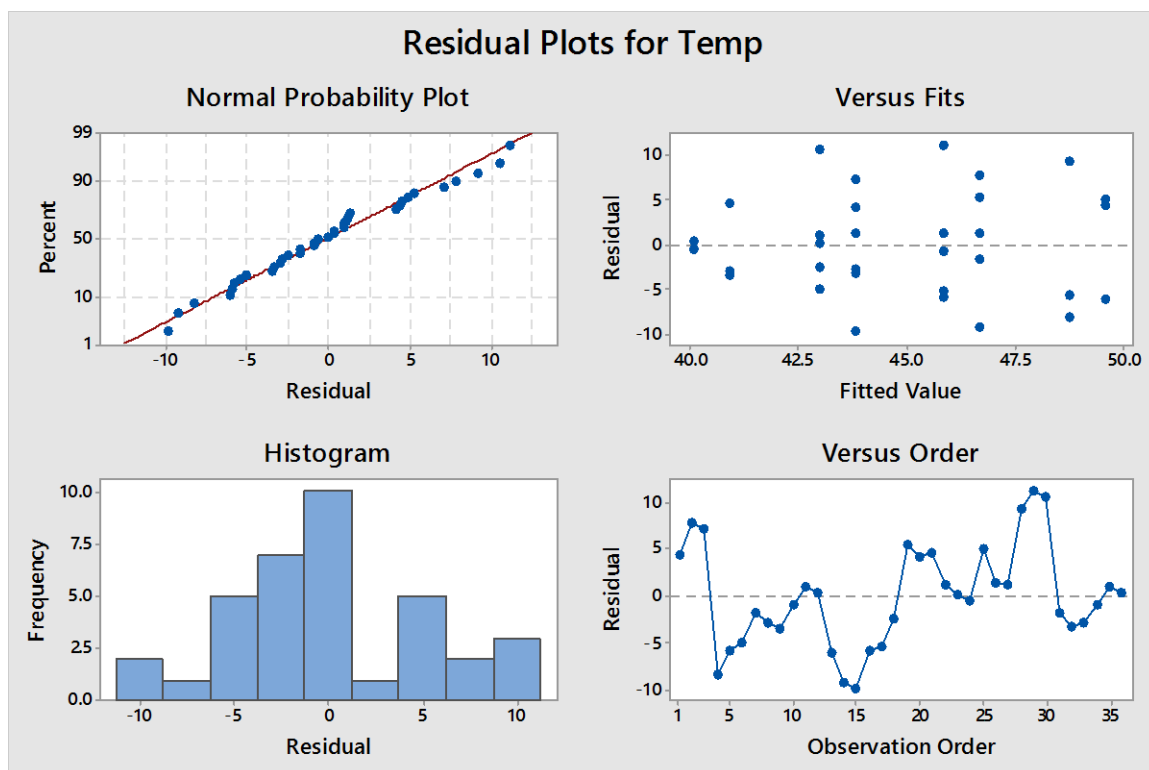 Residual Plots for Temp
Normal Probability Plot
99
90
50
10
1
Percent
-10 -5 0 5 10
Residual
Versus Fits
10
5
0
-5
-10
Residual
40.0 42.5 45.0 47.5 50.0
Fitted Value
Histogram
10.0
7.5
5.0
2.5
0.0
Frequency
-10 -5 0 5 10
Residual
Versus Order
10
5
0
-5
-10
Residual
1 5 10 15 20 25 30 35
Observation Order